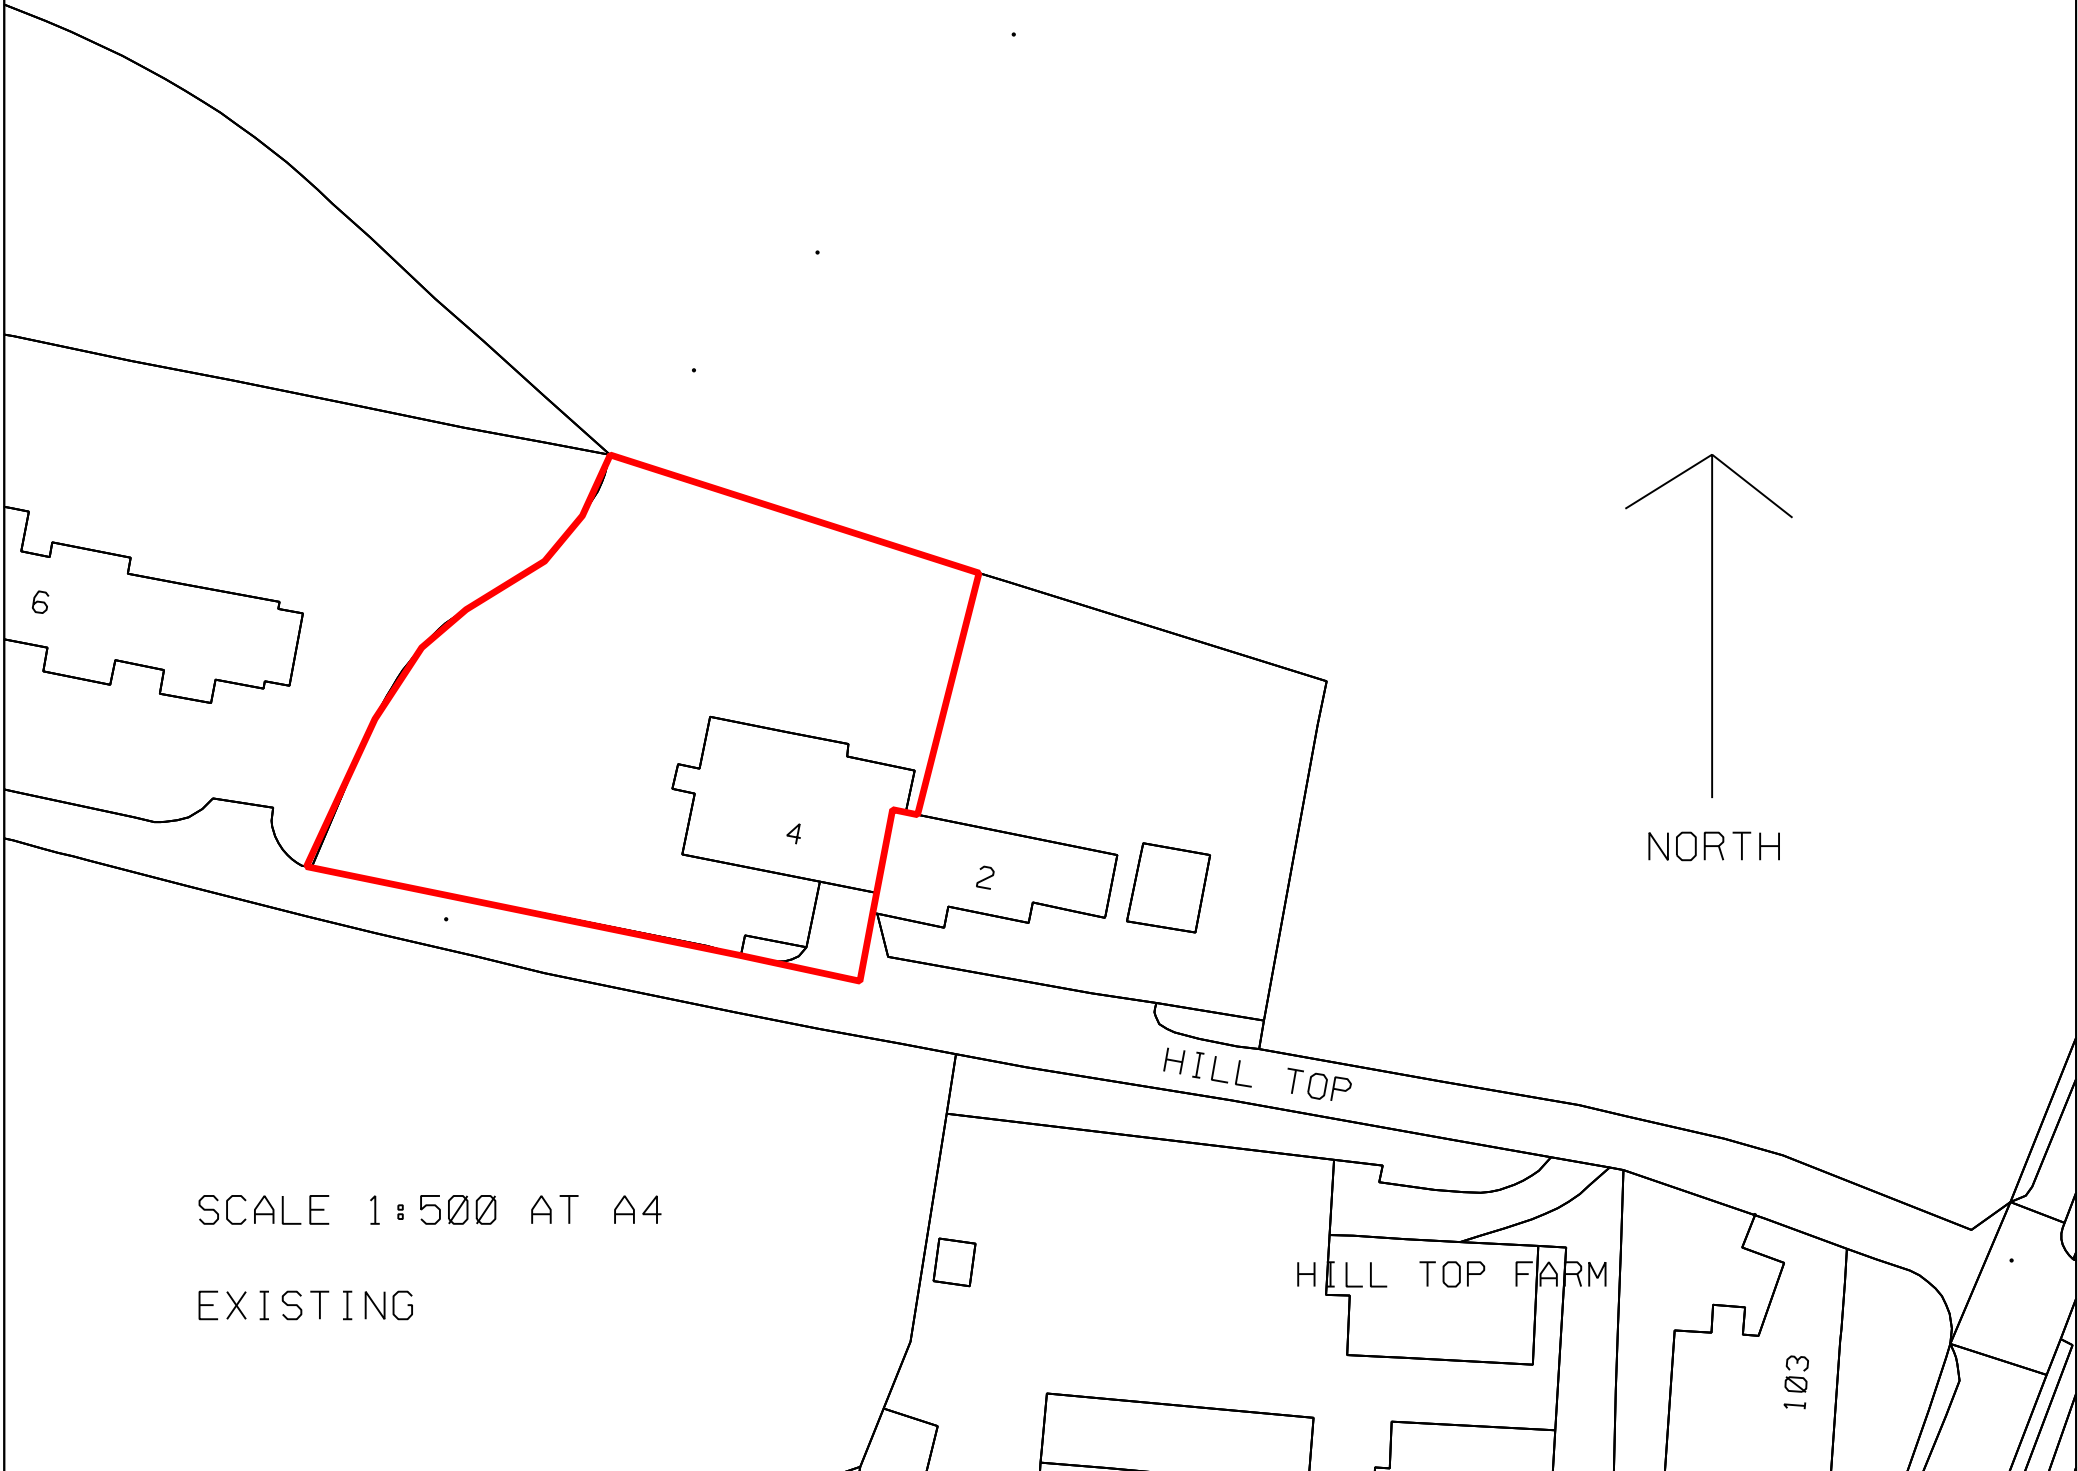 6
4
2
NORTH
HILL TOP
SCALE 1:500 AT A4
HILL TOP FARM
EXISTING
103